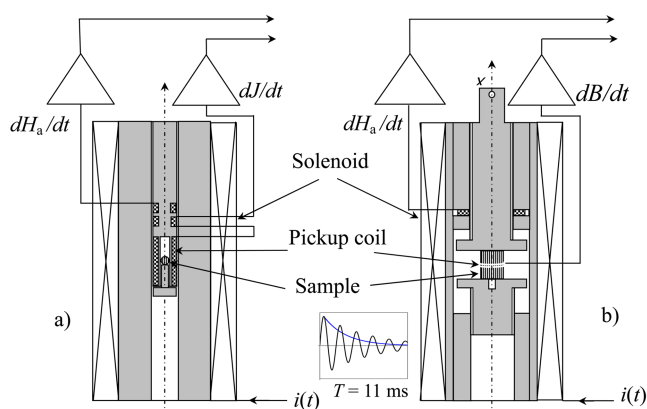 dJ/dt
x
dB/dt
dHₐ/dt
dHₐ/dt
Solenoid
Pickup coil
Sample
a)
b)
T = 11 ms
i(t)
i(t)